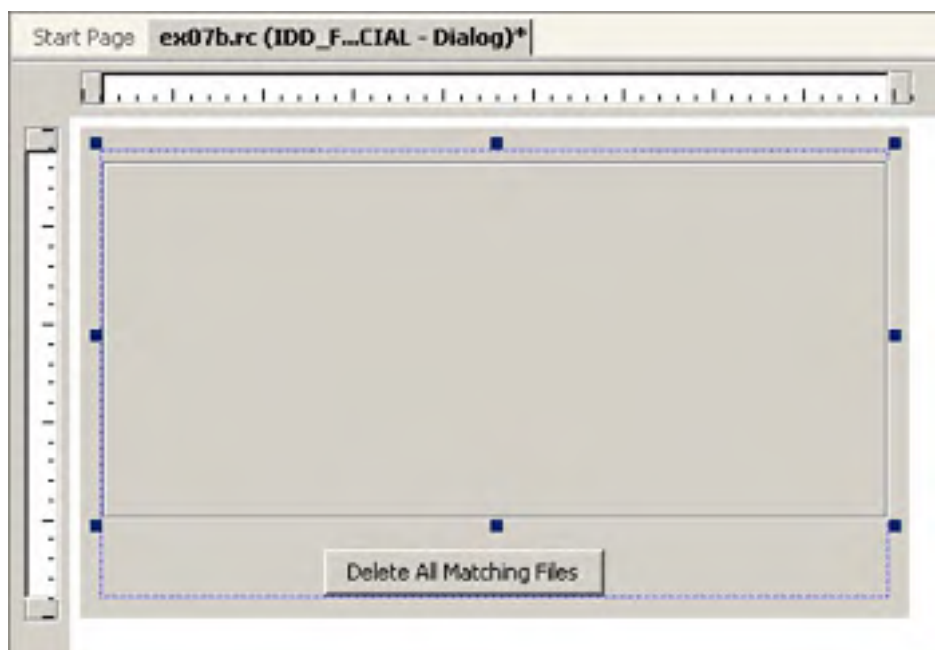 Start Page ex07b.rc (IDD_F...CIAL - Dialog)*
Delete All Matching Files